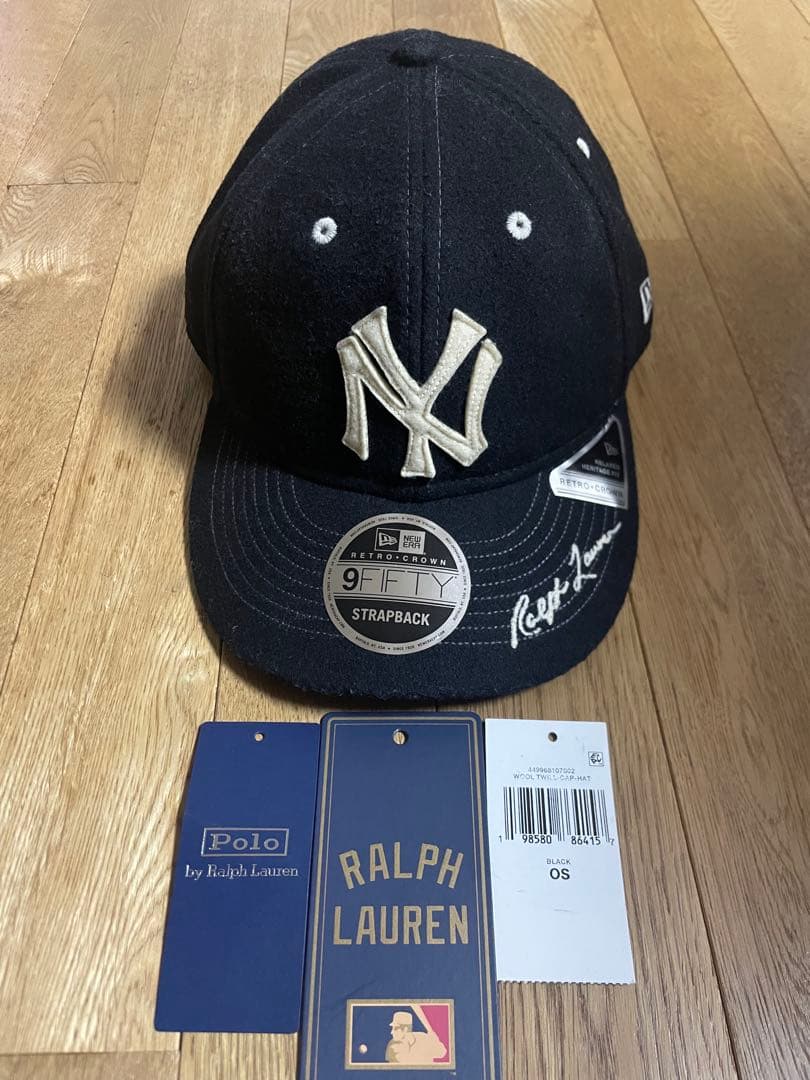 NY
RELAXED
HERITAGE FIT
RETRO-CROWN
NEW ERA
RETRO • CROWN
9FIFTY
STRAPBACK
Ralph Lauren
Polo
by Ralph Lauren
RALPH
LAUREN
449968107002
WOOL TWILL-CAP-HAT
1 98580 86415 7
BLACK
OS